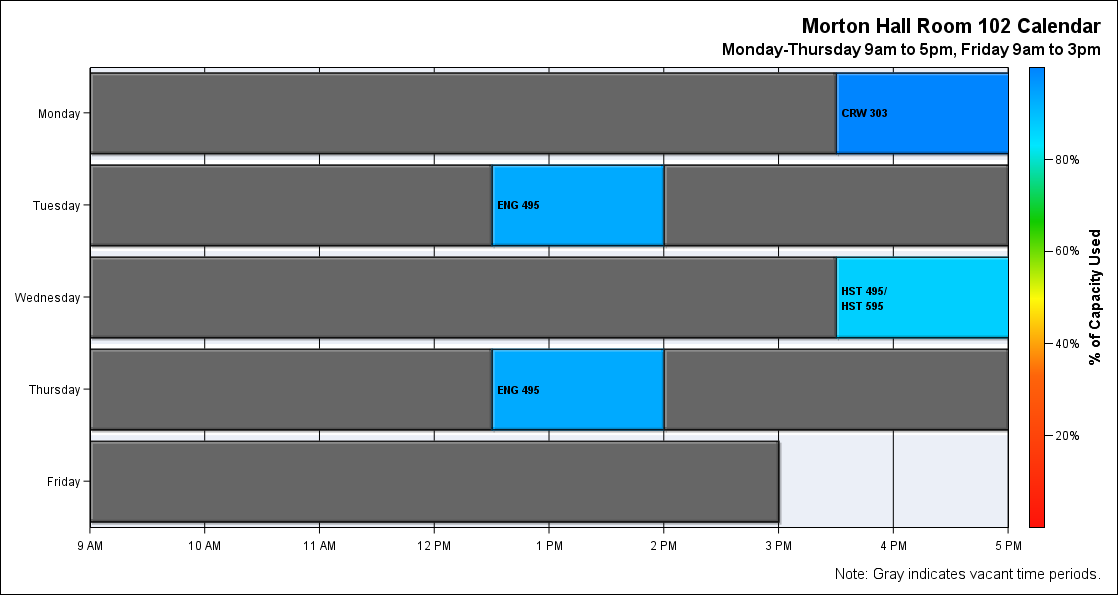 Morton Hall Room 102 Calendar
Monday-Thursday 9am to 5pm, Friday 9am to 3pm
Monday
CRW 303
Tuesday
ENG 495
Wednesday
HST 495/
HST 595
Thursday
ENG 495
Friday
9 AM 10 AM 11 AM 12 PM 1 PM 2 PM 3 PM 4 PM 5 PM
80%
60%
40%
20%
% of Capacity Used
Note: Gray indicates vacant time periods.